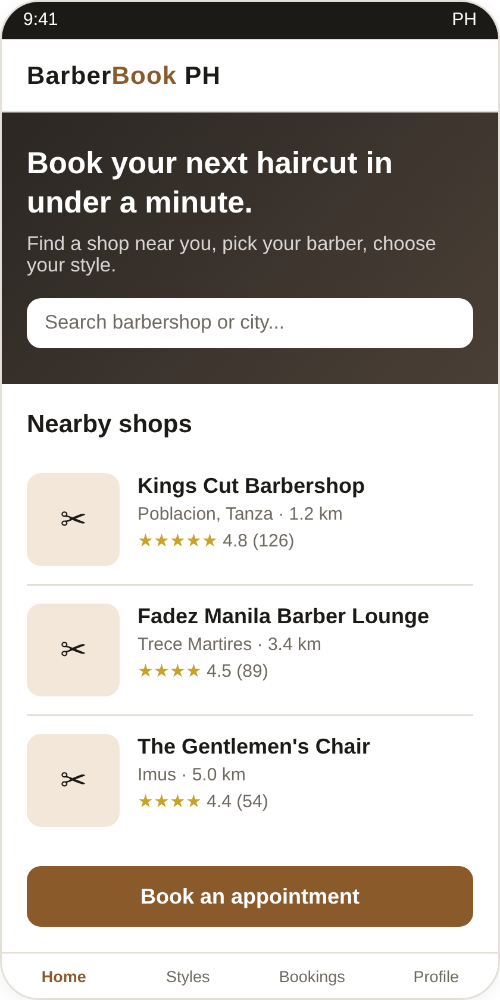 9:41 PH
BarberBook PH
Book your next haircut in
under a minute.
Find a shop near you, pick your barber, choose
your style.
Search barbershop or city...
Nearby shops
Kings Cut Barbershop
Poblacion, Tanza · 1.2 km
★★★★★ 4.8 (126)
Fadez Manila Barber Lounge
Trece Martires · 3.4 km
★★★★ 4.5 (89)
The Gentlemen's Chair
Imus · 5.0 km
★★★★ 4.4 (54)
Book an appointment
Home Styles Bookings Profile